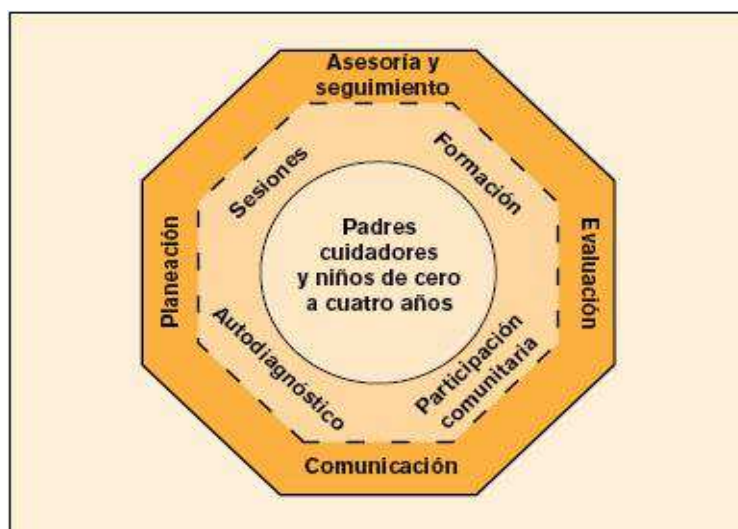 Asesoría y
seguimiento
Sesiones
Formación
Planeación
Padres
cuidadores
y niños de cero
a cuatro años
Evaluación
Autodiagnóstico
Participación
comunitaria
Comunicación